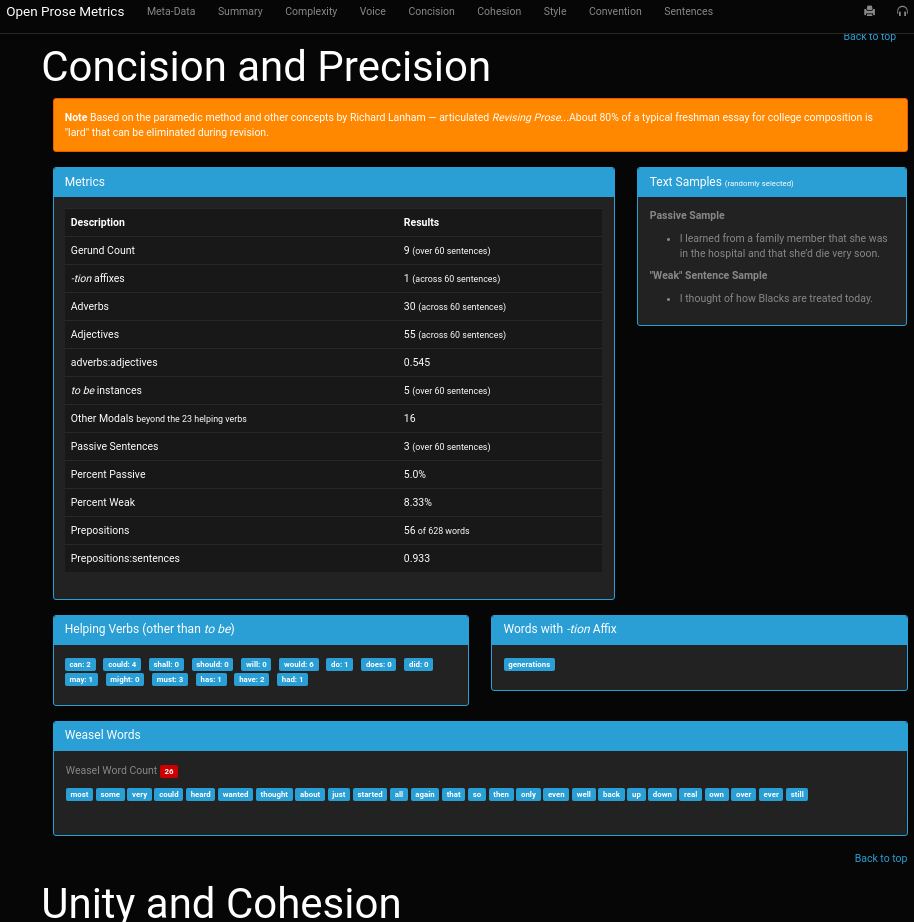 Open Prose Metrics Meta-Data Summary Complexity Voice Concision Cohesion Style Convention Sentences
Back to top
Concision and Precision
Note Based on the paramedic method and other concepts by Richard Lanham — articulated Revising Prose...About 80% of a typical freshman essay for college composition is
"lard" that can be eliminated during revision.
Metrics
Description Results
Gerund Count 9 (over 60 sentences)
-tion affixes 1 (across 60 sentences)
Adverbs 30 (across 60 sentences)
Adjectives 55 (across 60 sentences)
adverbs:adjectives 0.545
to be instances 5 (over 60 sentences)
Other Modals beyond the 23 helping verbs 16
Passive Sentences 3 (over 60 sentences)
Percent Passive 5.0%
Percent Weak 8.33%
Prepositions 56 of 628 words
Prepositions:sentences 0.933
Text Samples (randomly selected)
Passive Sample
• I learned from a family member that she was
in the hospital and that she'd die very soon.
"Weak" Sentence Sample
• I thought of how Blacks are treated today.
Helping Verbs (other than to be)
can: 2 could: 4 shall: 0 should: 0 will: 0 would: 6 do: 1 does: 0 did: 0
may: 1 might: 0 must: 3 has: 1 have: 2 had: 1
Words with -tion Affix
generations
Weasel Words
Weasel Word Count 26
most some very could heard wanted thought about just started all again that so then only even well back up down real own over ever still
Back to top
Unity and Cohesion